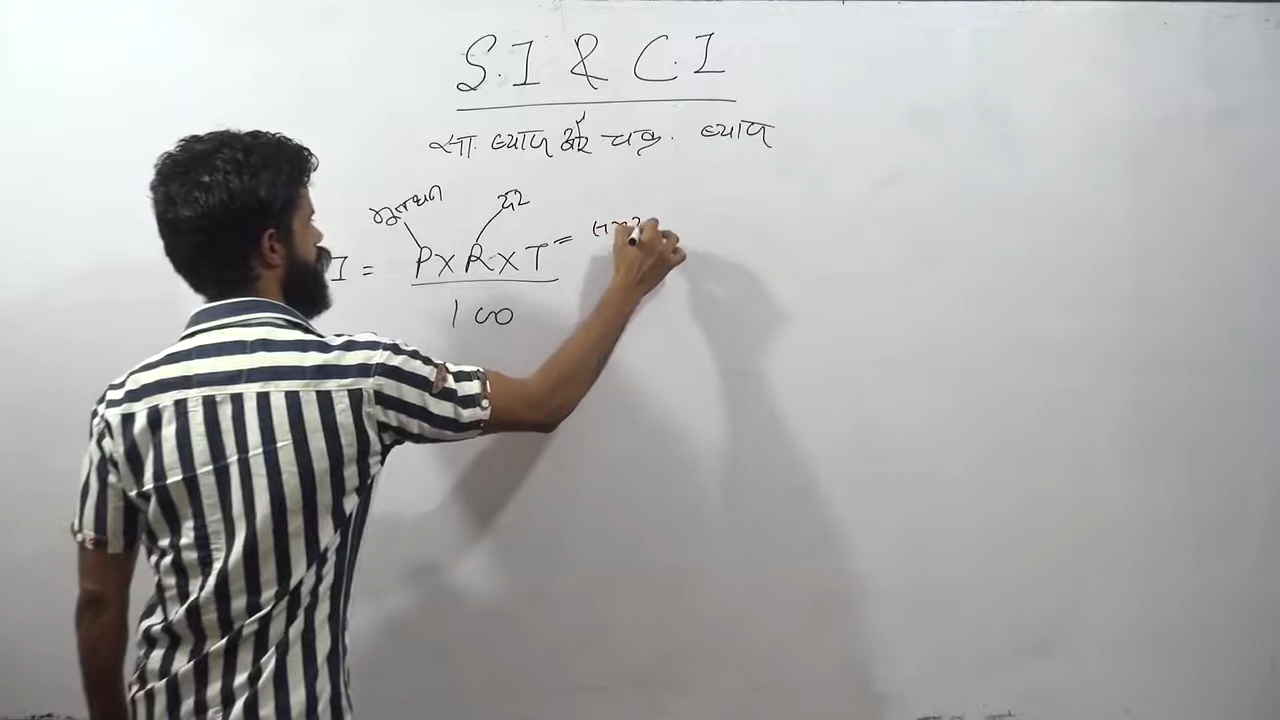 S.I & C.I
सा. ब्याज और चक्र. ब्याज
मूलधन दर
I = P×R×T =
100